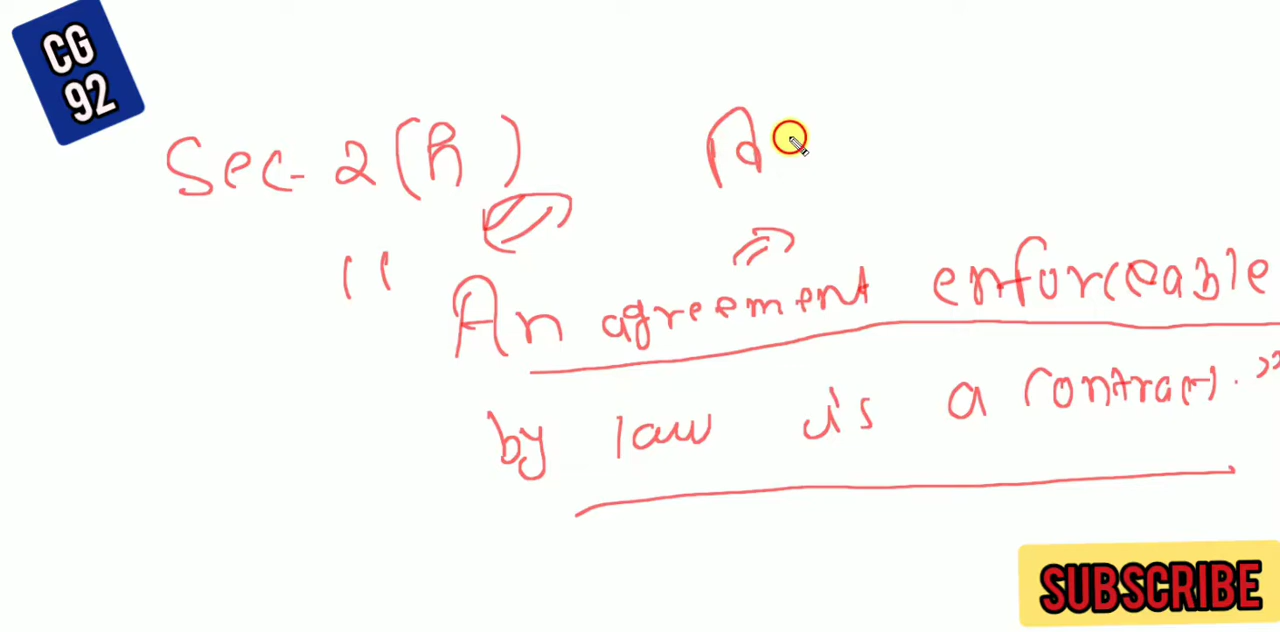 CG
92
Sec- 2 (h)
"An agreement enforceable
by law is a contract."
SUBSCRIBE